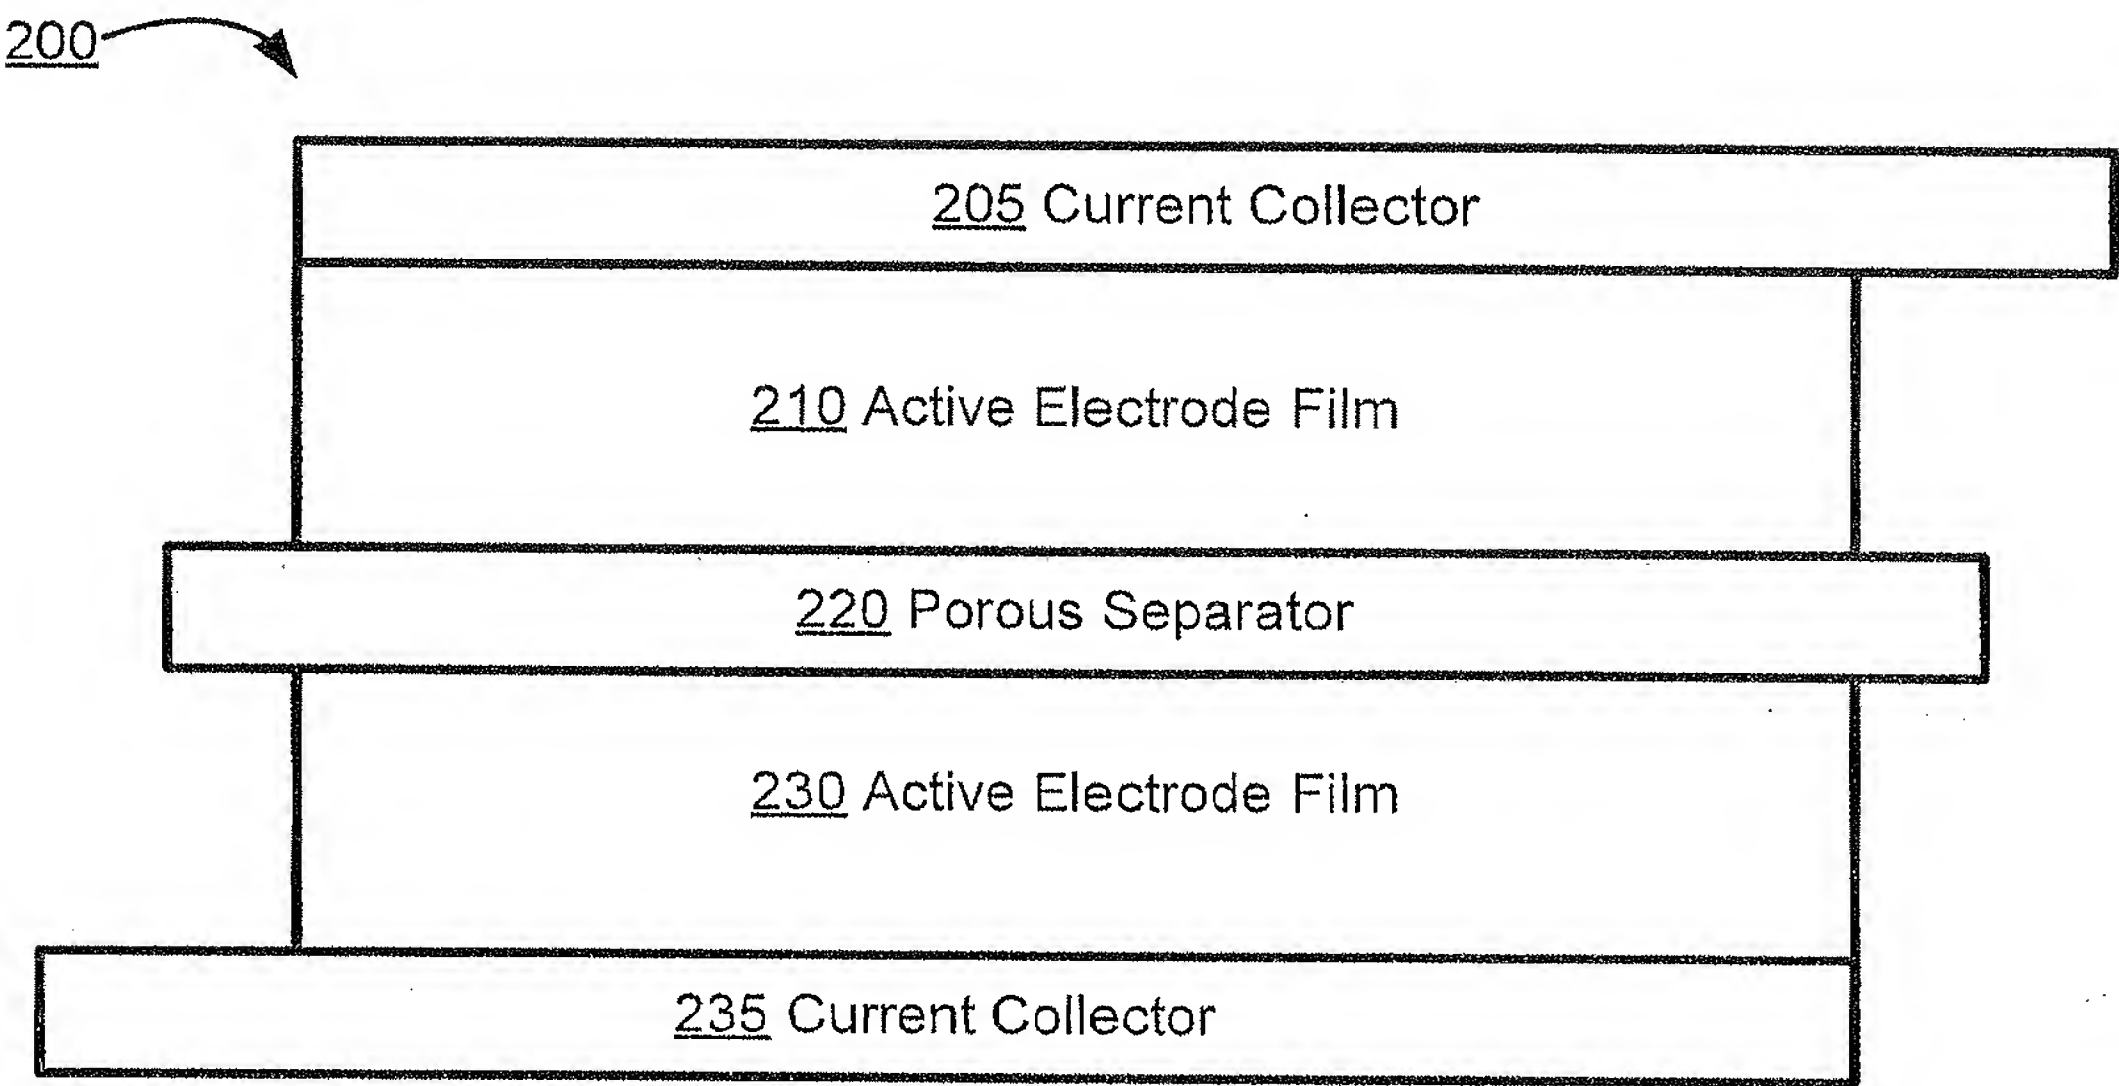 200
205 Current Collector
210 Active Electrode Film
220 Porous Separator
230 Active Electrode Film
235 Current Collector